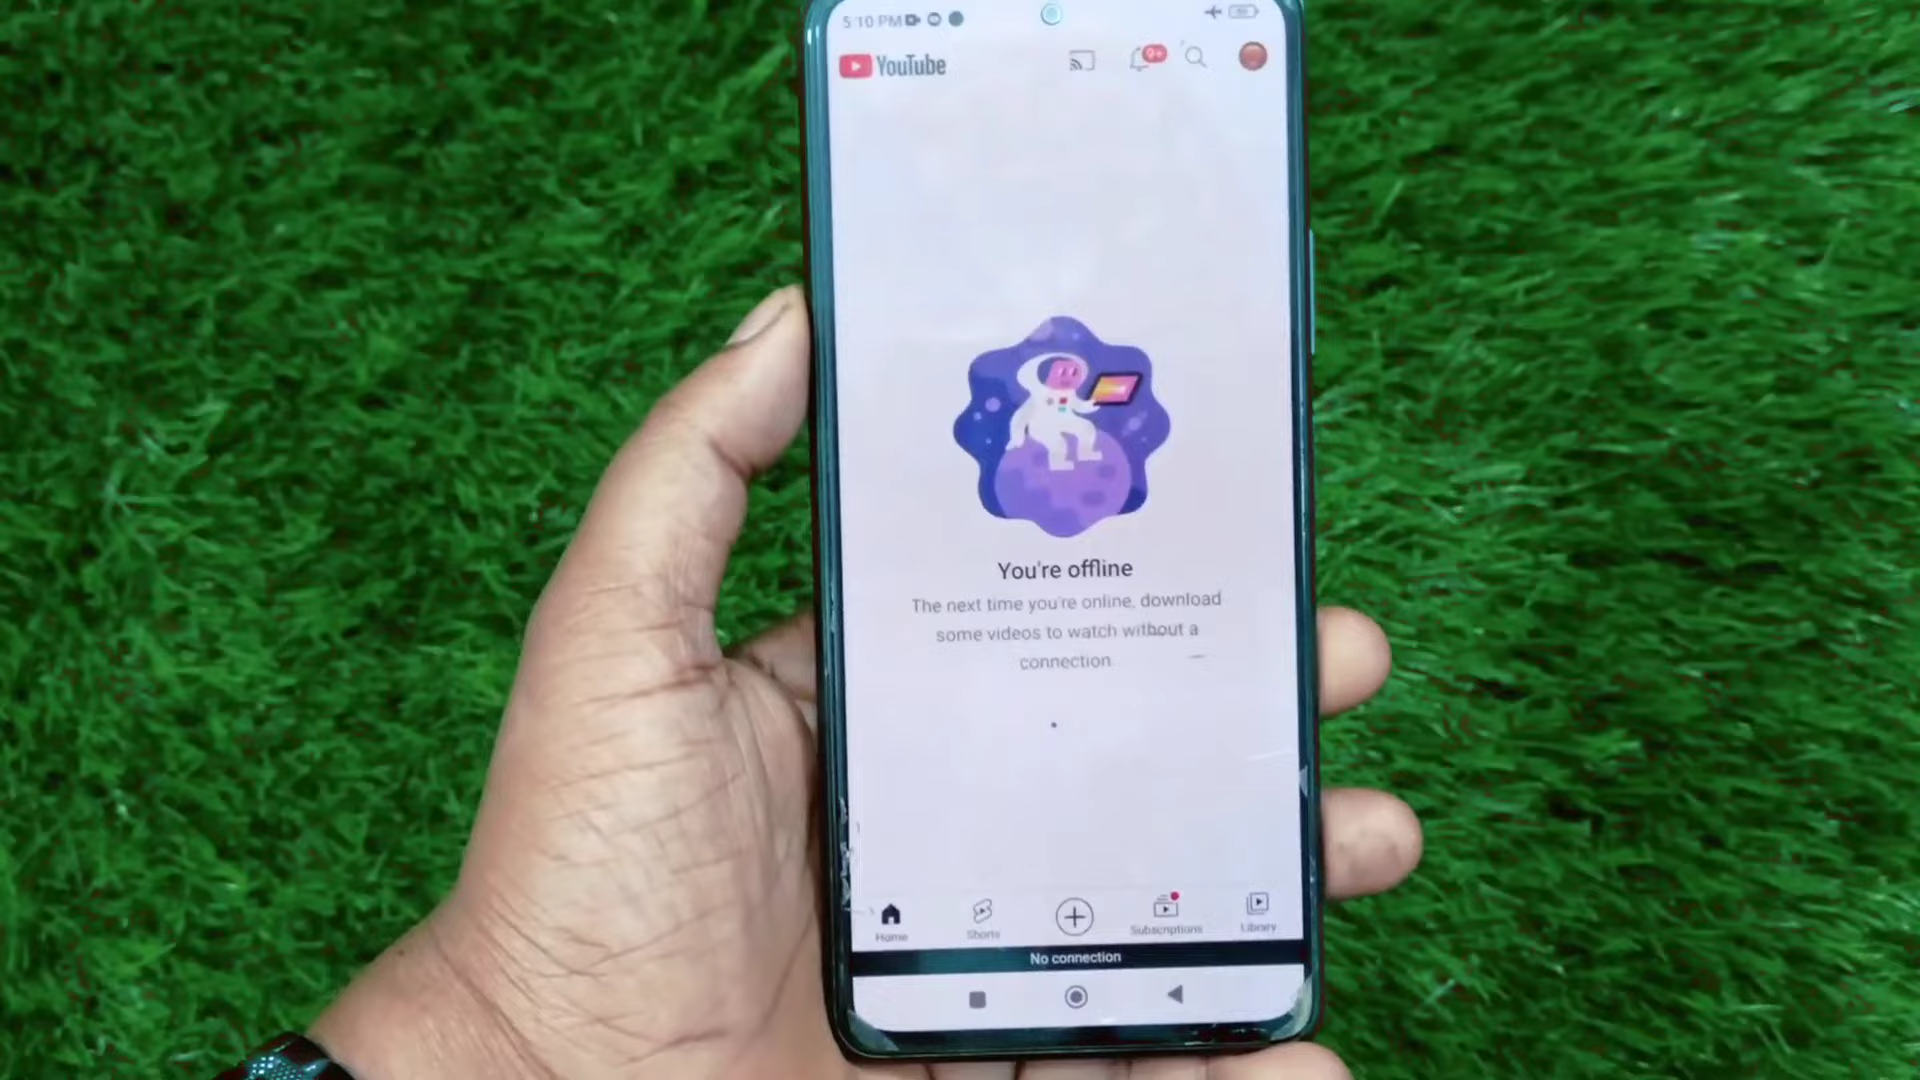 5:10 PM
YouTube
9+
You're offline
The next time you're online, download
some videos to watch without a
connection
Home
Shorts
Subscriptions
Library
No connection